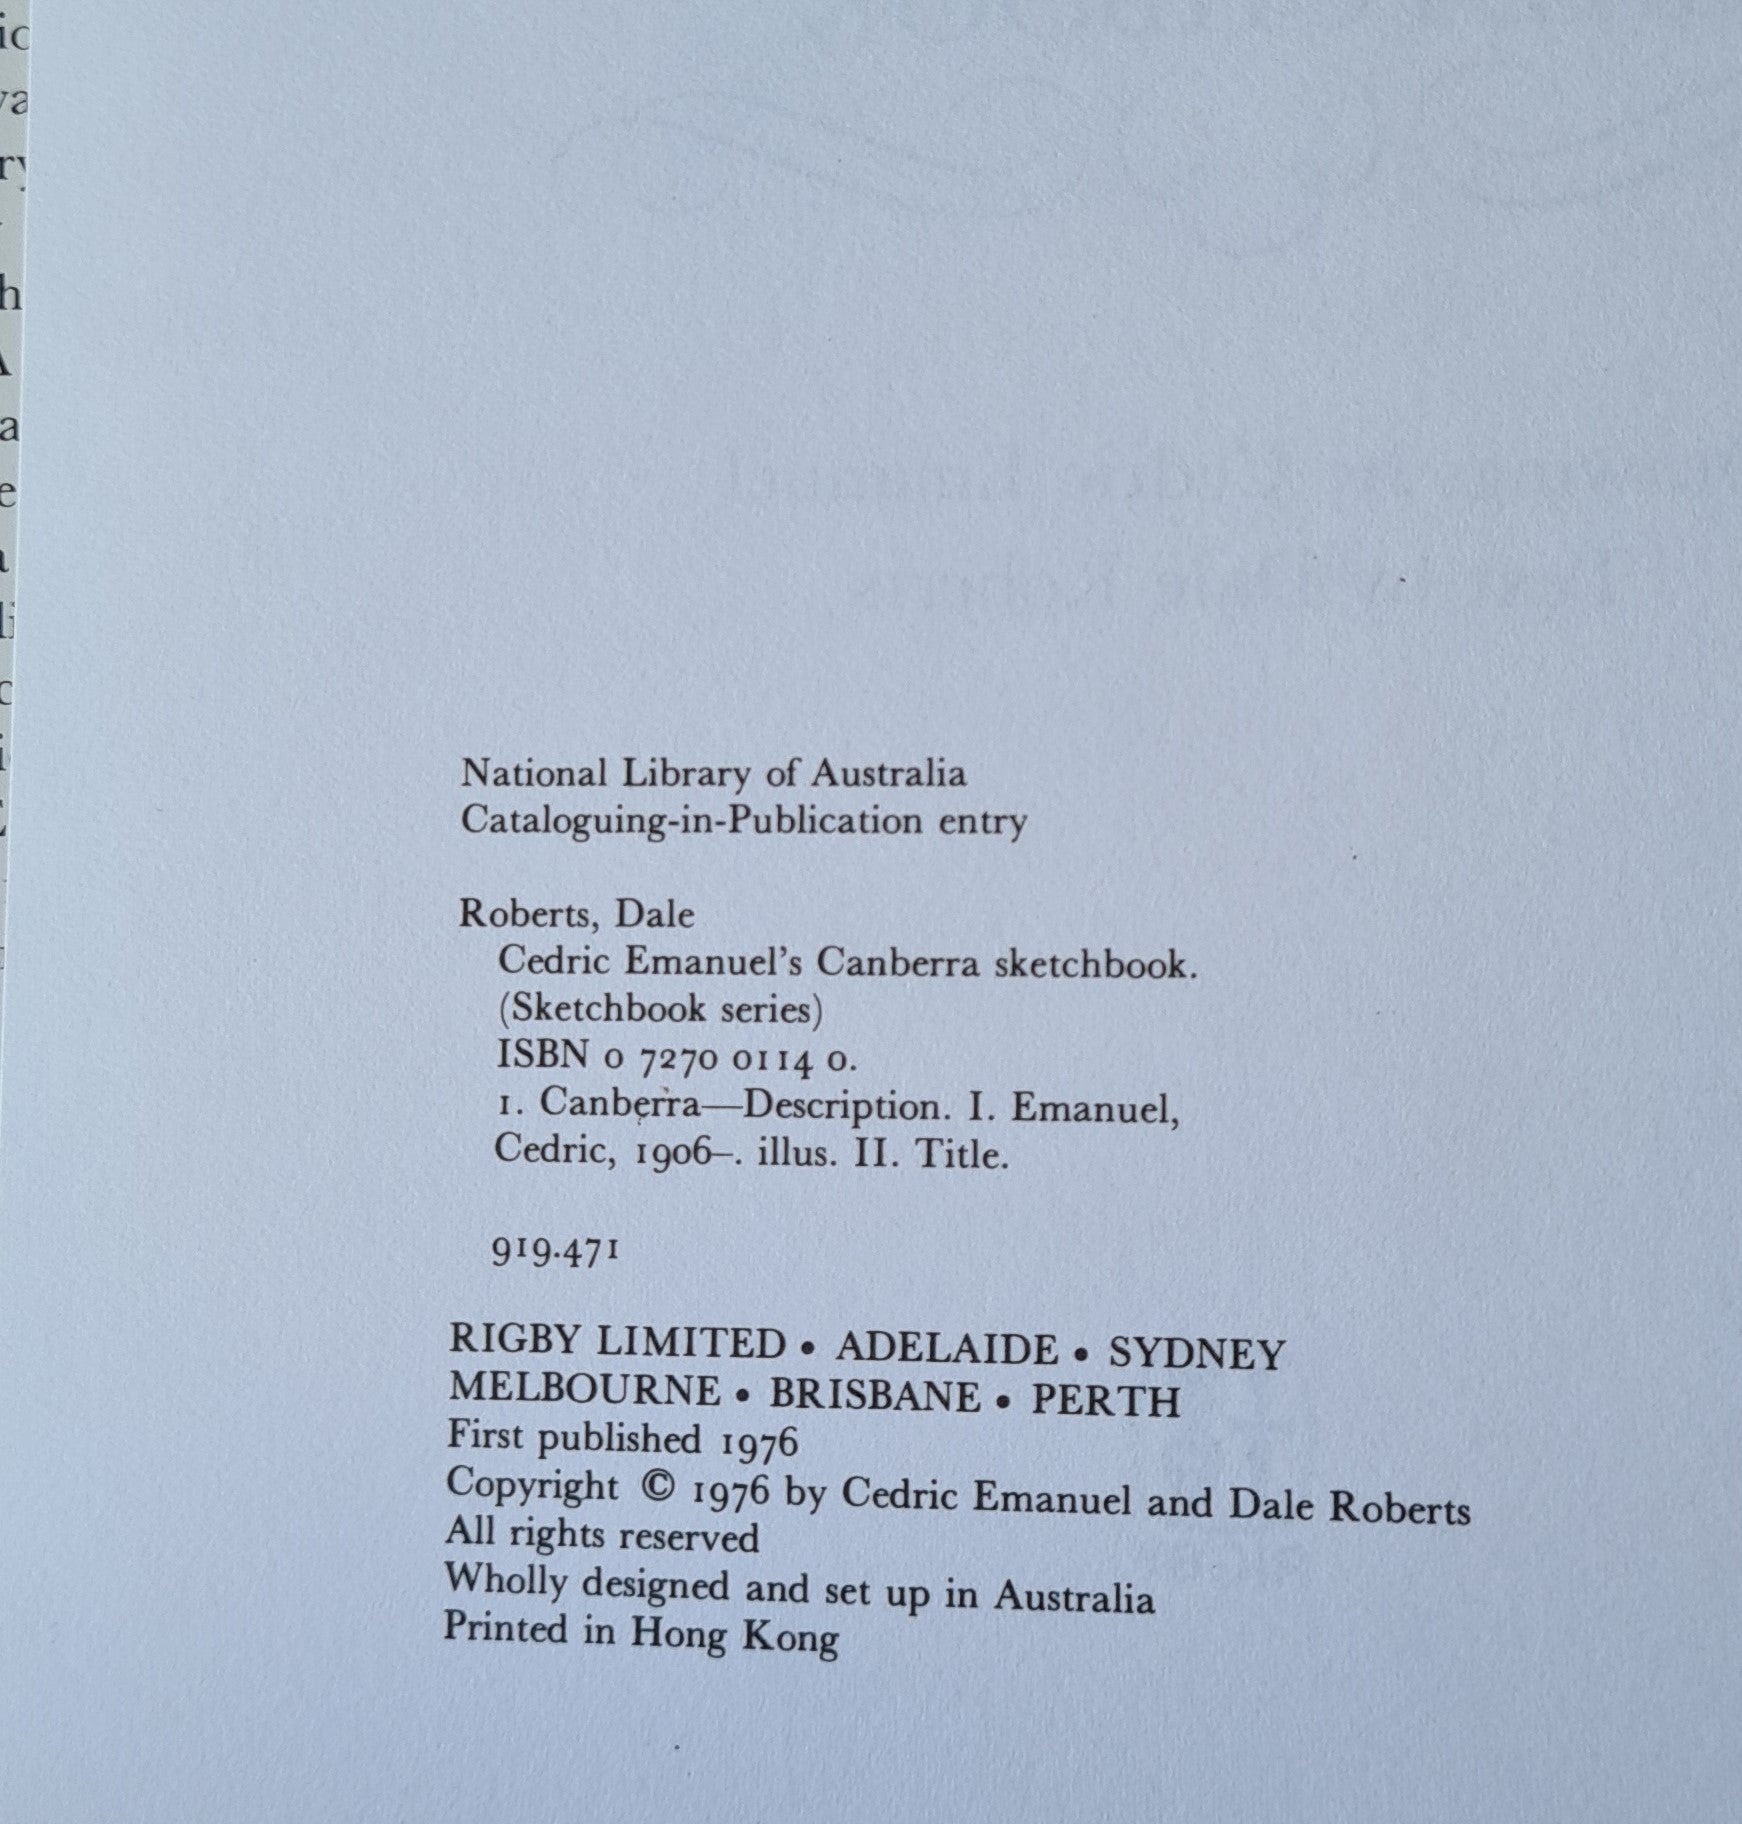 National Library of Australia
Cataloguing-in-Publication entry
Roberts, Dale
Cedric Emanuel's Canberra sketchbook.
(Sketchbook series)
ISBN 0 7270 0114 0.
1. Canberra—Description. I. Emanuel,
Cedric, 1906–. illus. II. Title.
919.471
RIGBY LIMITED • ADELAIDE • SYDNEY
MELBOURNE • BRISBANE • PERTH
First published 1976
Copyright © 1976 by Cedric Emanuel and Dale Roberts
All rights reserved
Wholly designed and set up in Australia
Printed in Hong Kong